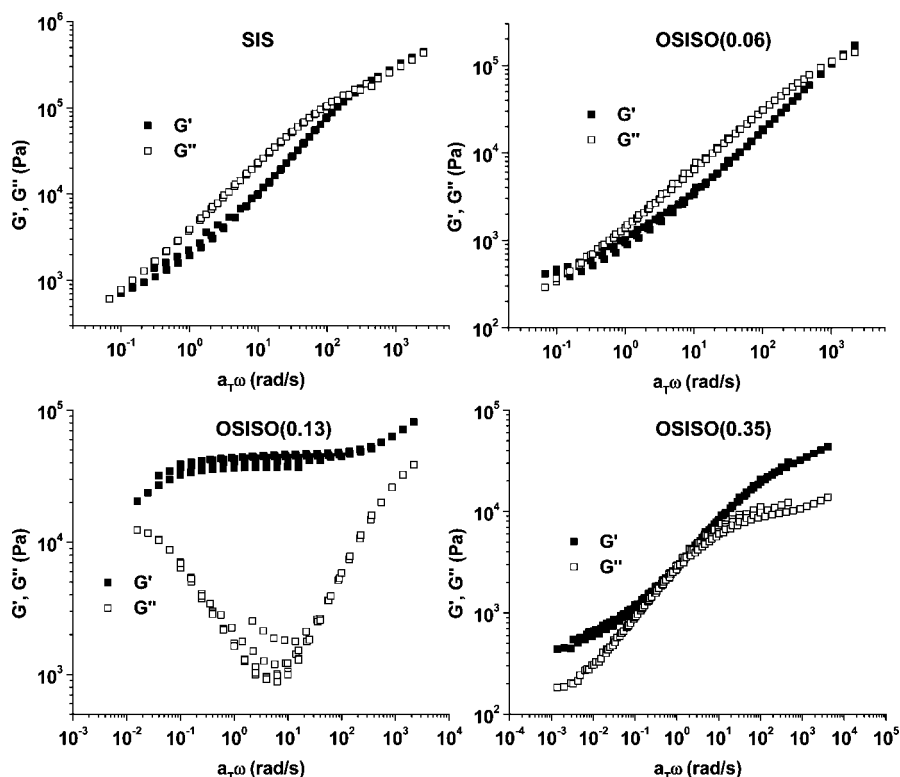 SIS
G'
G''
G', G'' (Pa)
10^6
10^5
10^4
10^3
10^-1 10^0 10^1 10^2 10^3
a_Tω (rad/s)
OSISO(0.06)
G'
G''
G', G'' (Pa)
10^5
10^4
10^3
10^2
10^-1 10^0 10^1 10^2 10^3
a_Tω (rad/s)
OSISO(0.13)
G'
G''
G', G'' (Pa)
10^5
10^4
10^3
10^-3 10^-2 10^-1 10^0 10^1 10^2 10^3 10^4
a_Tω (rad/s)
OSISO(0.35)
G'
G''
G', G'' (Pa)
10^5
10^4
10^3
10^2
10^-4 10^-3 10^-2 10^-1 10^0 10^1 10^2 10^3 10^4 10^5
a_Tω (rad/s)